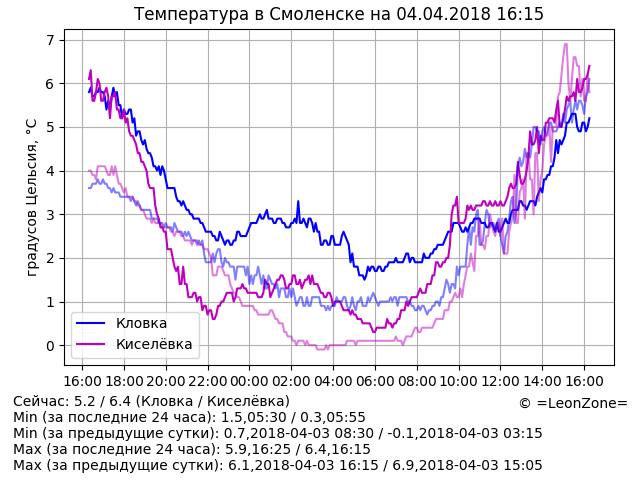 Температура в Смоленске на 04.04.2018 16:15
7
6
5
4
3
2
1
0
градусов Цельсия, °C
Кловка
Киселёвка
16:00 18:00 20:00 22:00 00:00 02:00 04:00 06:00 08:00 10:00 12:00 14:00 16:00
Сейчас: 5.2 / 6.4 (Кловка / Киселёвка)
© =LeonZone=
Min (за последние 24 часа): 1.5,05:30 / 0.3,05:55
Min (за предыдущие сутки): 0.7,2018-04-03 08:30 / -0.1,2018-04-03 03:15
Max (за последние 24 часа): 5.9,16:25 / 6.4,16:15
Max (за предыдущие сутки): 6.1,2018-04-03 16:15 / 6.9,2018-04-03 15:05